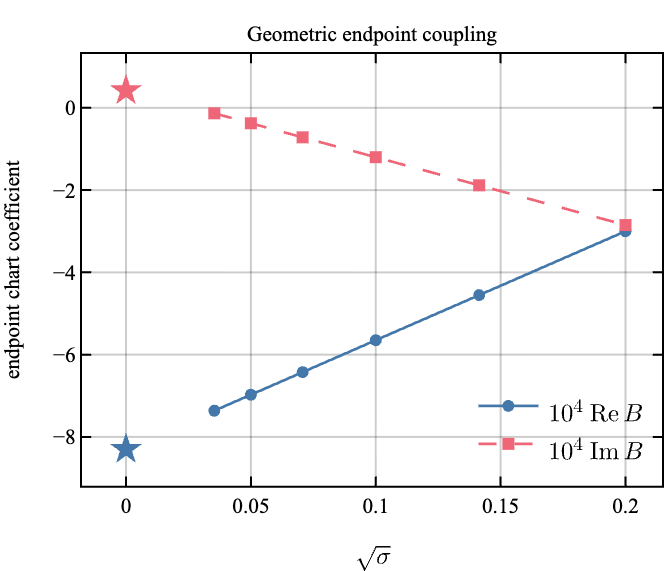 Geometric endpoint coupling
endpoint chart coefficient
0
−2
−4
−6
−8
10⁴ Re B
10⁴ Im B
0
0.05
0.1
0.15
0.2
√σ